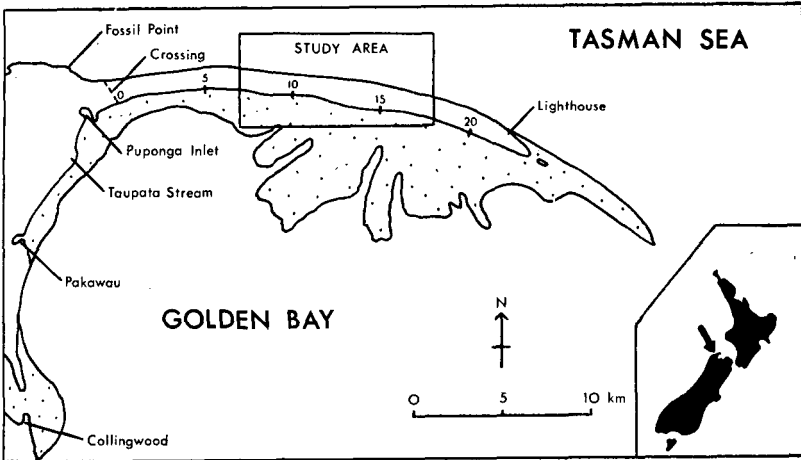 Fossil Point
Crossing
STUDY AREA
TASMAN SEA
0
5
10
15
20
Lighthouse
Puponga Inlet
Taupata Stream
Pakawau
GOLDEN BAY
N
0 5 10 km
Collingwood